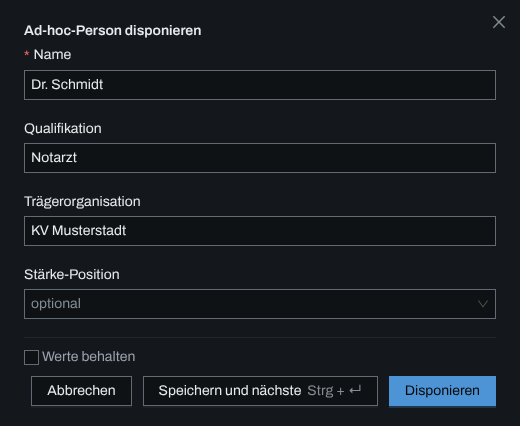 Ad-hoc-Person disponieren
* Name
Dr. Schmidt
Qualifikation
Notarzt
Trägerorganisation
KV Musterstadt
Stärke-Position
optional
Werte behalten
Abbrechen Speichern und nächste Strg + ↵ Disponieren